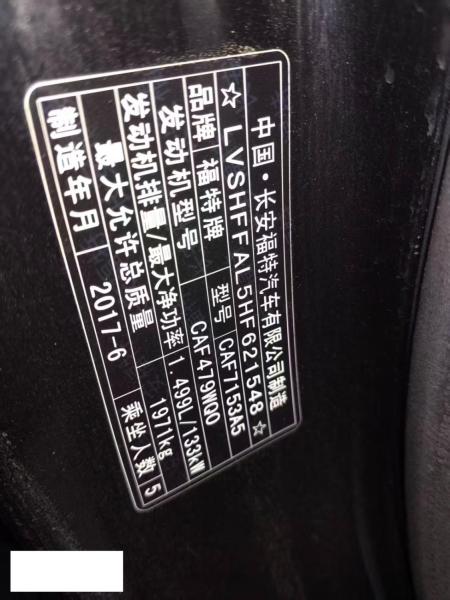 中国·长安福特汽车有限公司制造
☆LVSHFFAL5HF621548☆
品牌 福特牌 型号 CAF7153A5
发动机型号 CAF479WQ0
发动机排量/最大净功率 1.499L/133kW
最大允许总质量 1971kg
制造年月 2017-6 乘坐人数 5